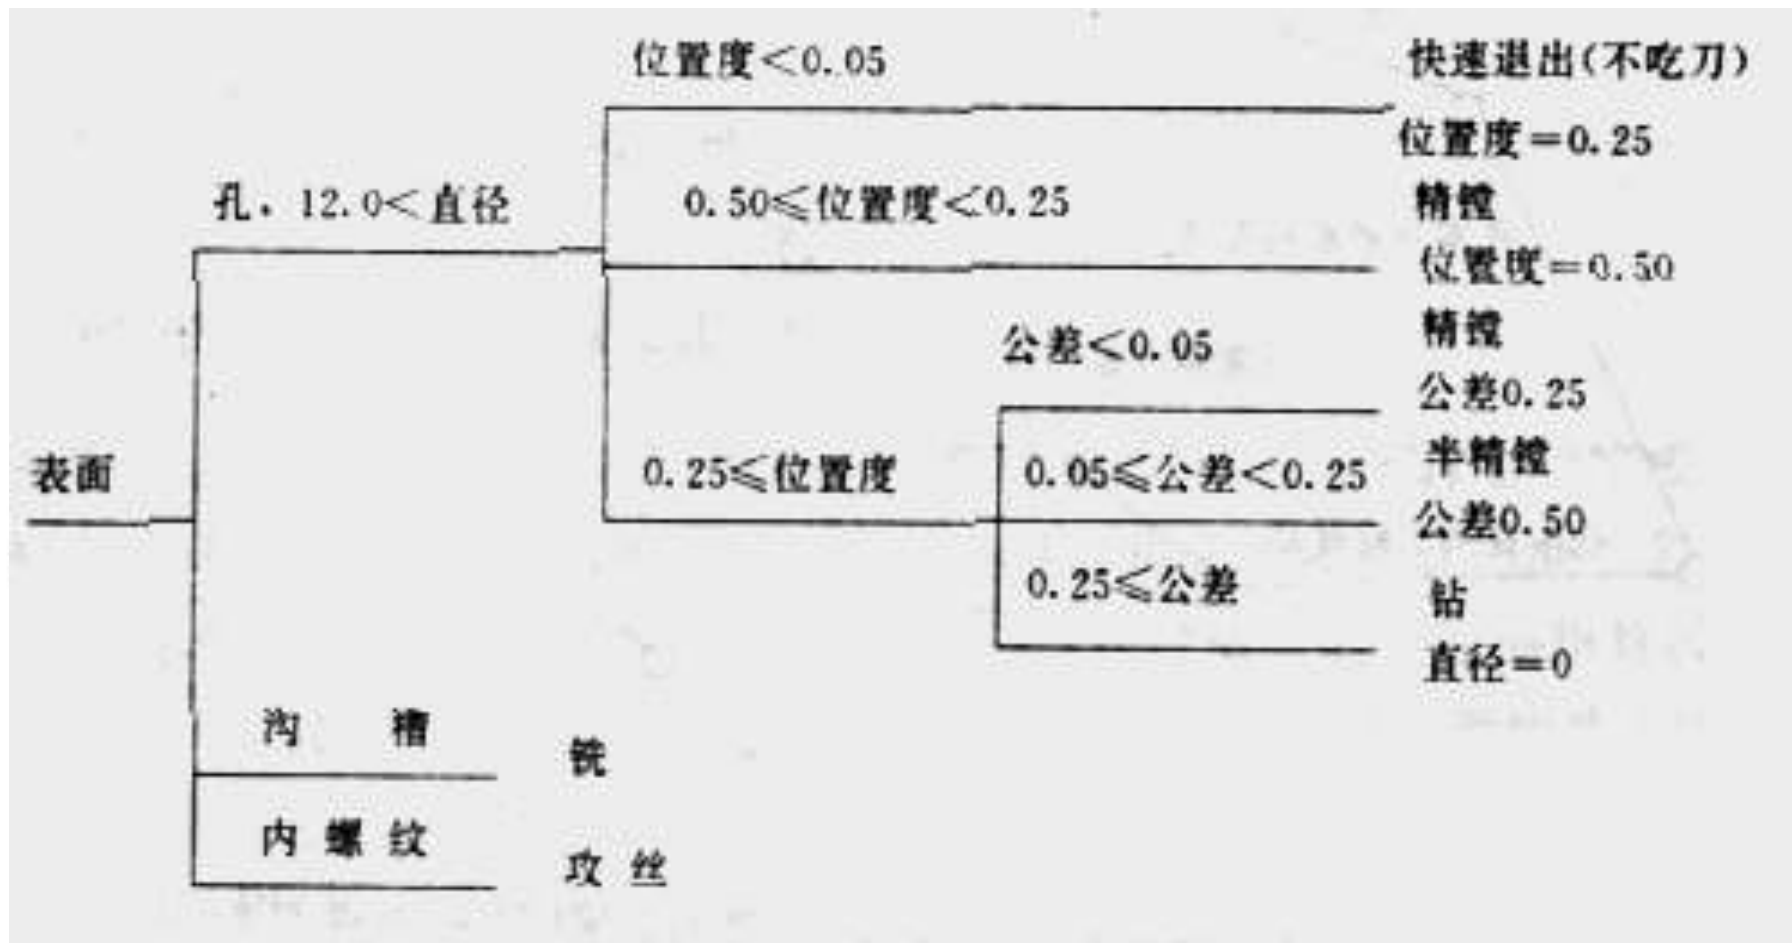 位置度＜0.05
快速退出(不吃刀)
位置度＝0.25
孔，12.0＜直径
0.50≤位置度＜0.25
精镗
位置度＝0.50
精镗
公差＜0.05
公差0.25
表面
0.25≤位置度
0.05≤公差＜0.25
半精镗
公差0.50
0.25≤公差
钻
直径＝0
沟 槽
铣
内螺纹
攻丝